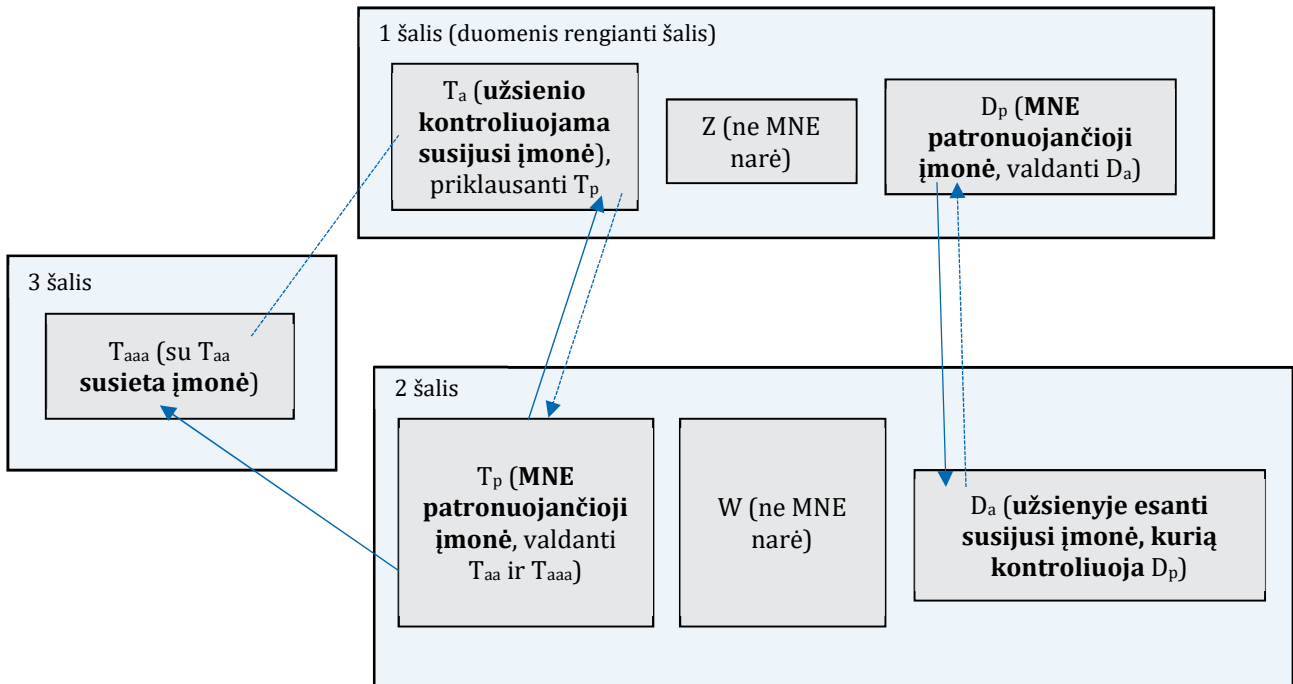 1 šalis (duomenis rengianti šalis)
Ta (užsienio
kontroliuojama
susijusi įmonė),
priklausanti Tp
Z (ne MNE
narė)
Dp (MNE
patronuojančioji
įmonė, valdanti Da)
3 šalis
Taaa (su Taa
susieta įmonė)
2 šalis
Tp (MNE
patronuojančioji
įmonė, valdanti
Taa ir Taaa)
W (ne MNE
narė)
Da (užsienyje esanti
susijusi įmonė, kurią
kontroliuoja Dp)